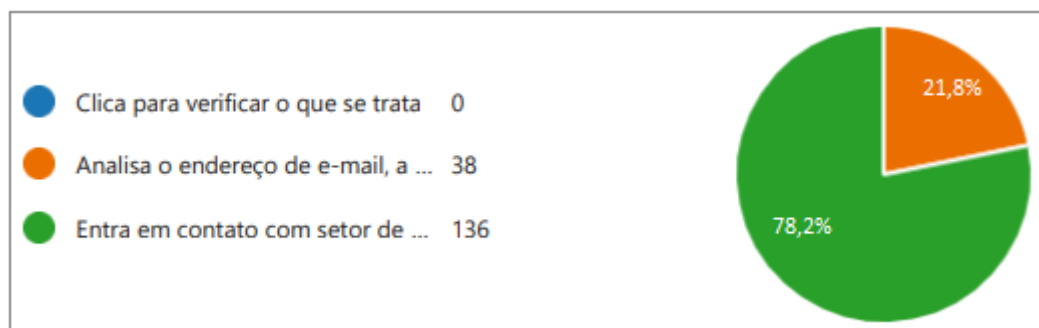 Clica para verificar o que se trata 0
Analisa o endereço de e-mail, a ... 38
Entra em contato com setor de ... 136
21,8%
78,2%